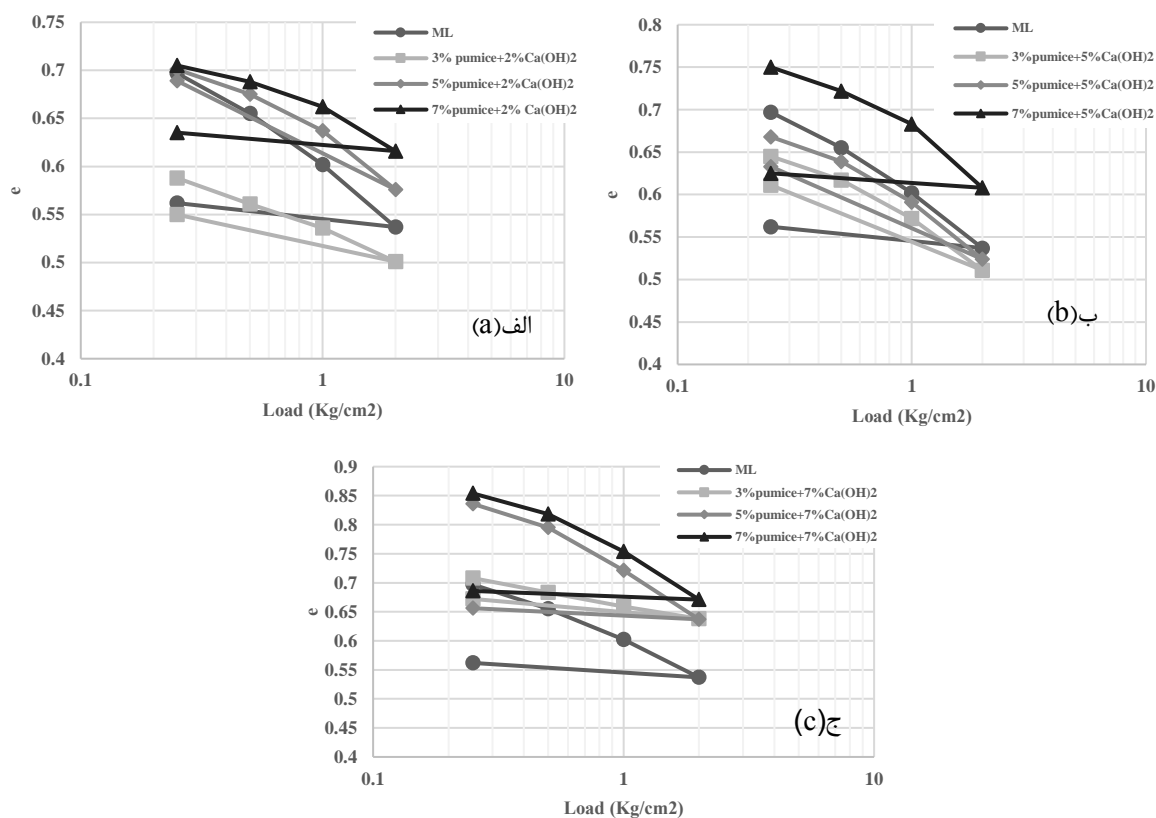 0.75
0.7
0.65
0.6
0.55
0.5
0.45
0.4
e
0.1
1
10
Load (Kg/cm2)
ML
3% pumice+2%Ca(OH)2
5%pumice+2%Ca(OH)2
7%pumice+2% Ca(OH)2
الف(a)
0.8
0.75
0.7
0.65
0.6
0.55
0.5
0.45
0.4
e
0.1
1
10
Load (Kg/cm2)
ML
3%pumice+5%Ca(OH)2
5%pumice+5%Ca(OH)2
7%pumice+5%Ca(OH)2
ب(b)
0.9
0.85
0.8
0.75
0.7
0.65
0.6
0.55
0.5
0.45
0.4
e
0.1
1
10
Load (Kg/cm2)
ML
3%pumice+7%Ca(OH)2
5%pumice+7%Ca(OH)2
7%pumice+7%Ca(OH)2
ج(c)